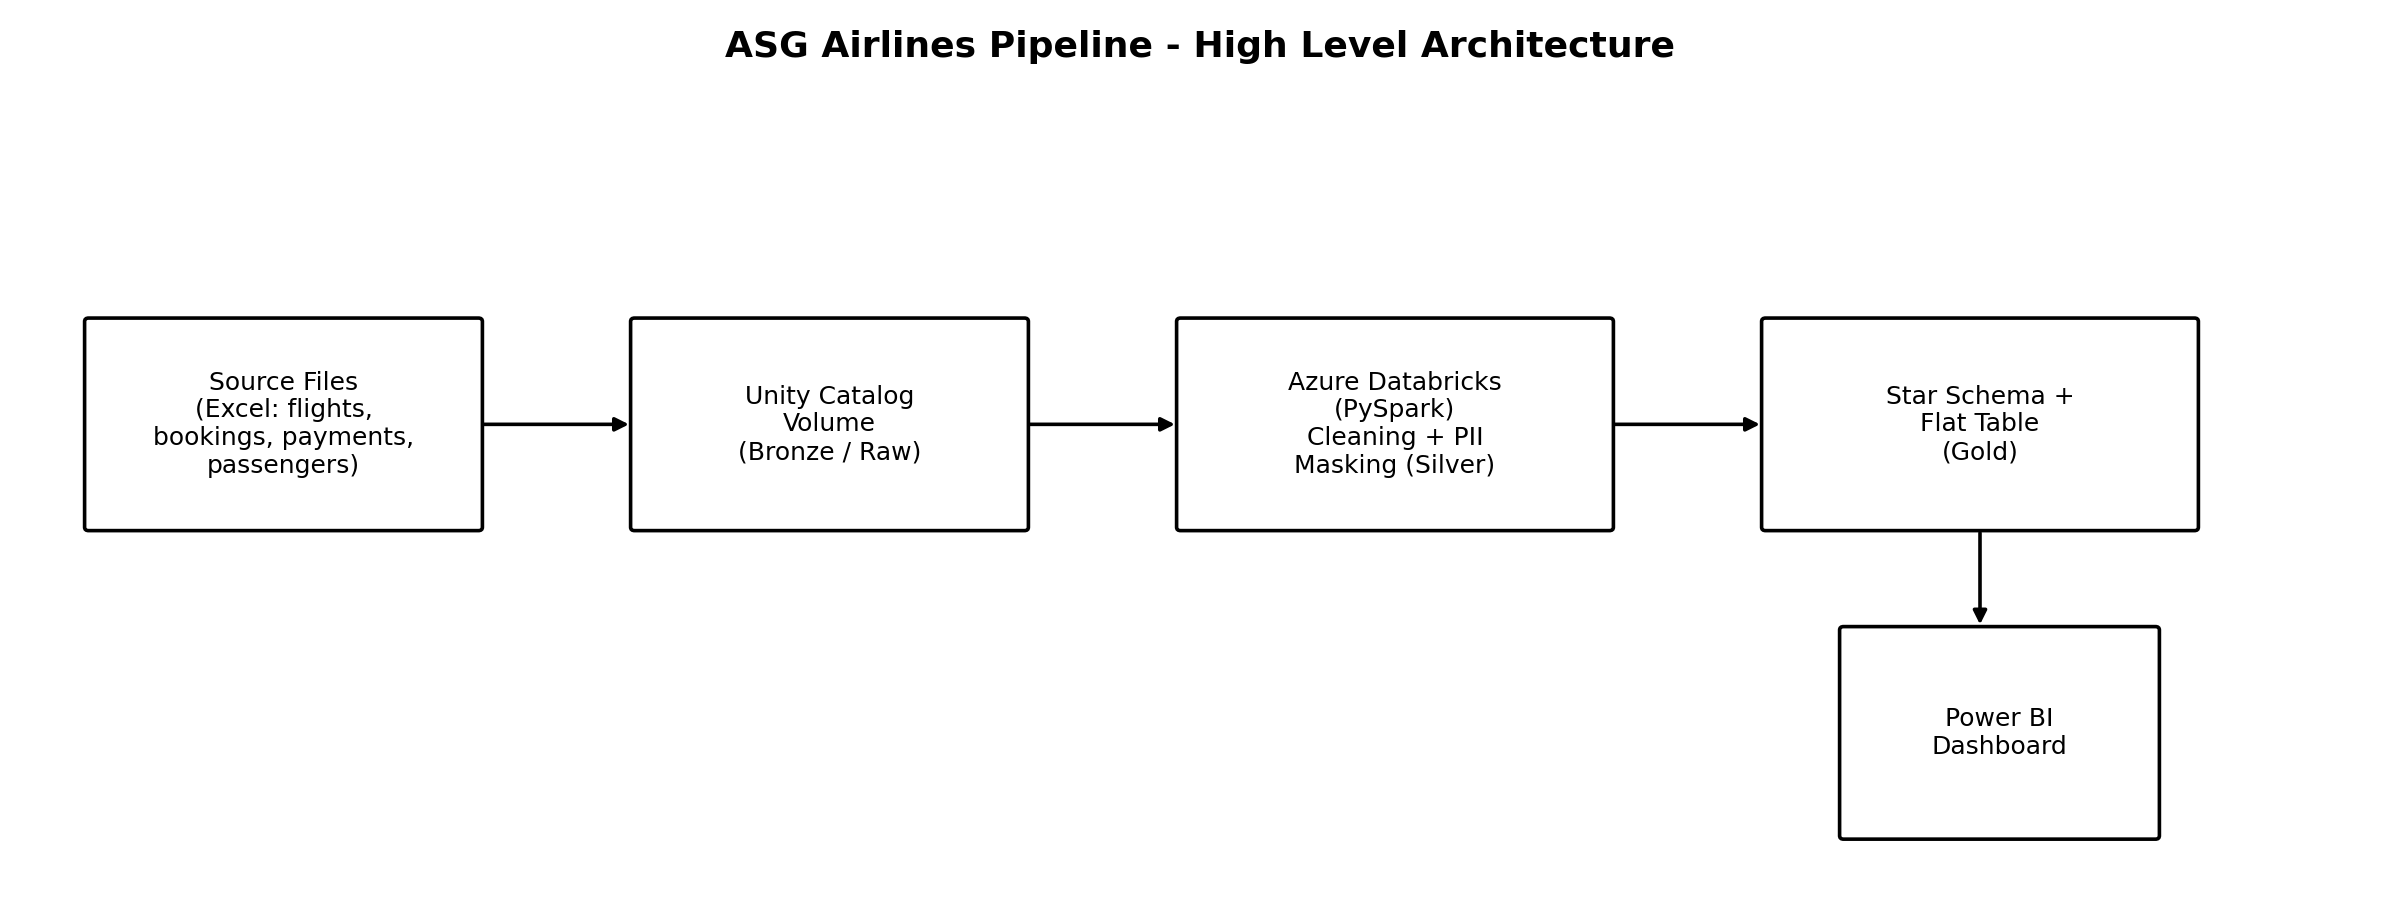 ASG Airlines Pipeline - High Level Architecture
Source Files
(Excel: flights,
bookings, payments,
passengers)
Unity Catalog
Volume
(Bronze / Raw)
Azure Databricks
(PySpark)
Cleaning + PII
Masking (Silver)
Star Schema +
Flat Table
(Gold)
Power BI
Dashboard